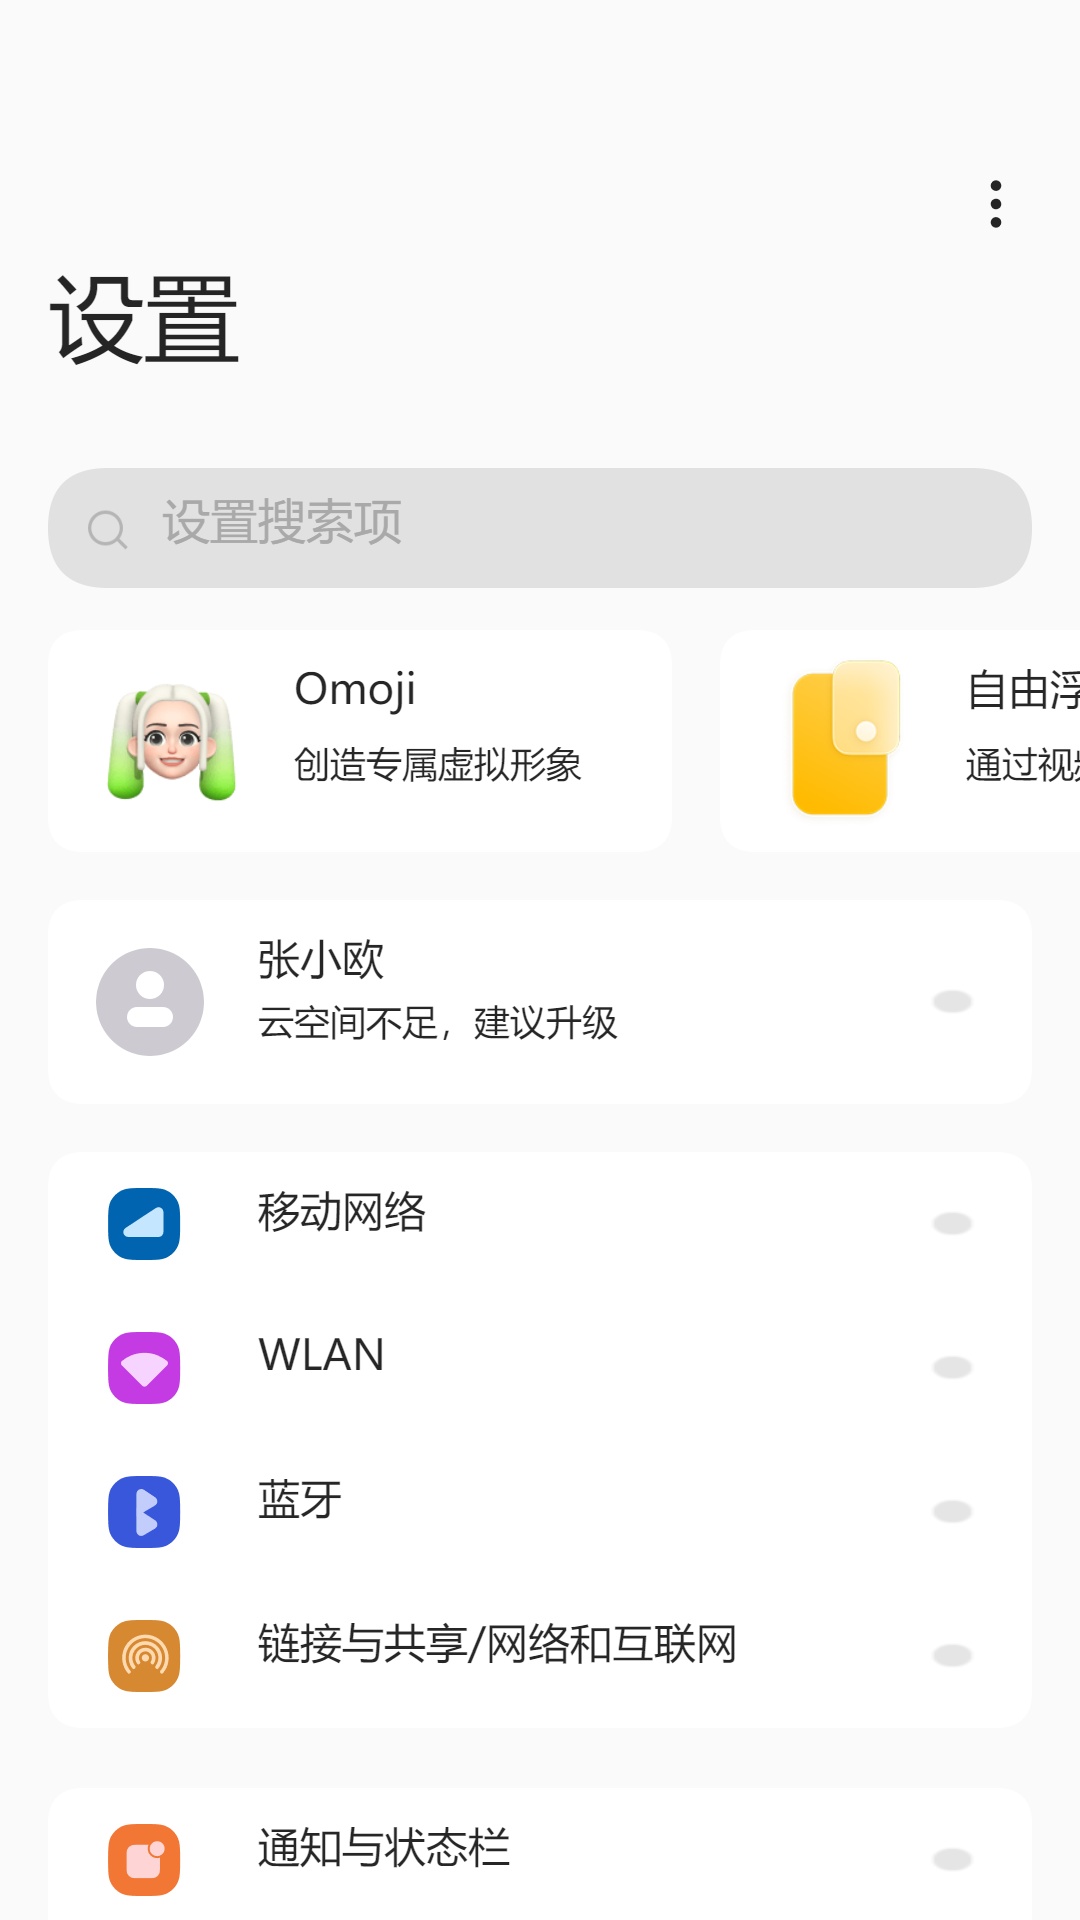 设置
设置搜索项
Omoji
创造专属虚拟形象
自由浮
通过视
张小欧
云空间不足，建议升级
移动网络
WLAN
蓝牙
链接与共享/网络和互联网
通知与状态栏